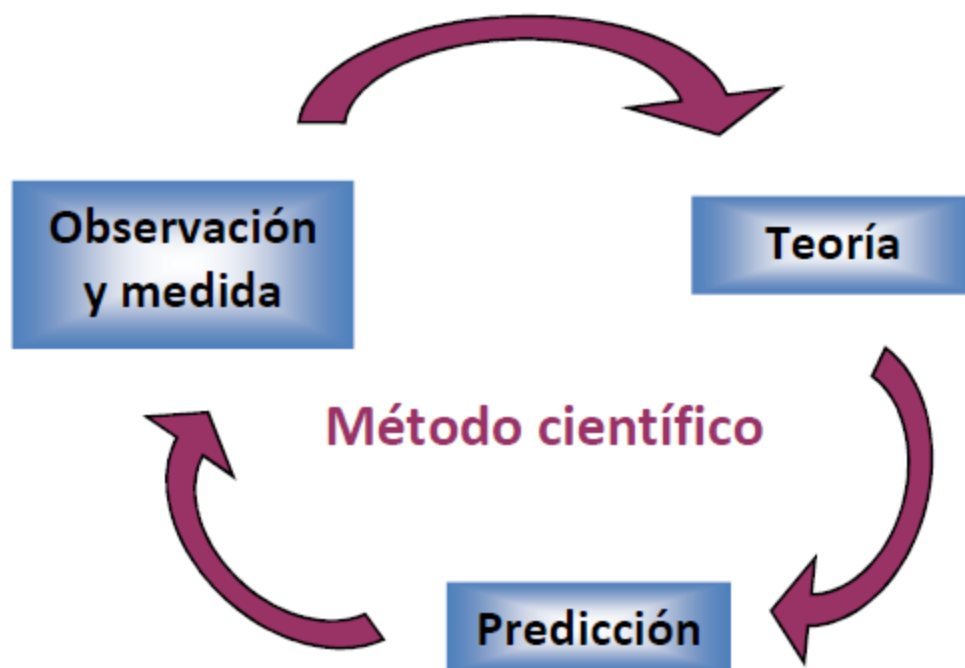 Observación
y medida
Teoría
Método científico
Predicción